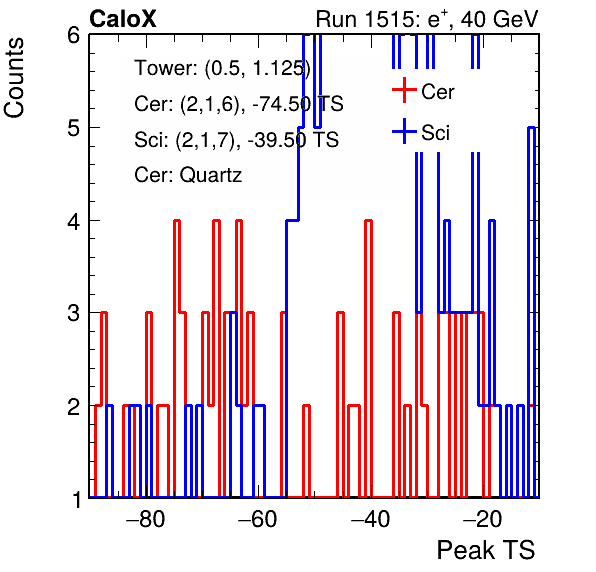 CaloX Run 1515: e⁺, 40 GeV
Counts
6
5
4
3
2
1
Tower: (0.5, 1.125)
Cer: (2,1,6), -74.50 TS
Sci: (2,1,7), -39.50 TS
Cer: Quartz
Cer
Sci
−80 −60 −40 −20
Peak TS